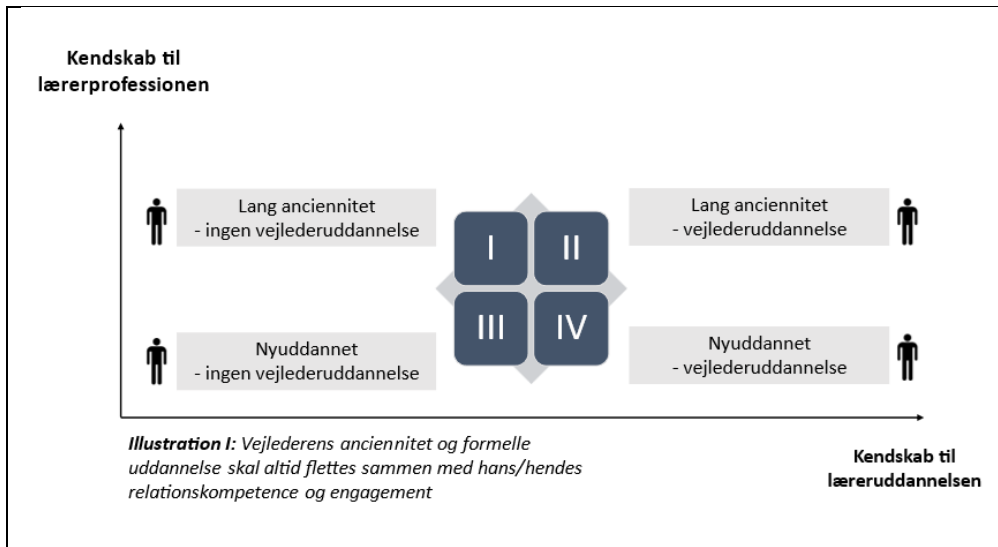 Kendskab til
lærerprofessionen
Lang anciennitet
- ingen vejlederuddannelse
I
II
Lang anciennitet
- vejlederuddannelse
Nyuddannet
- ingen vejlederuddannelse
III
IV
Nyuddannet
- vejlederuddannelse
Illustration I: Vejlederens anciennitet og formelle
uddannelse skal altid flettes sammen med hans/hendes
relationskompetence og engagement
Kendskab til
læreruddannelsen